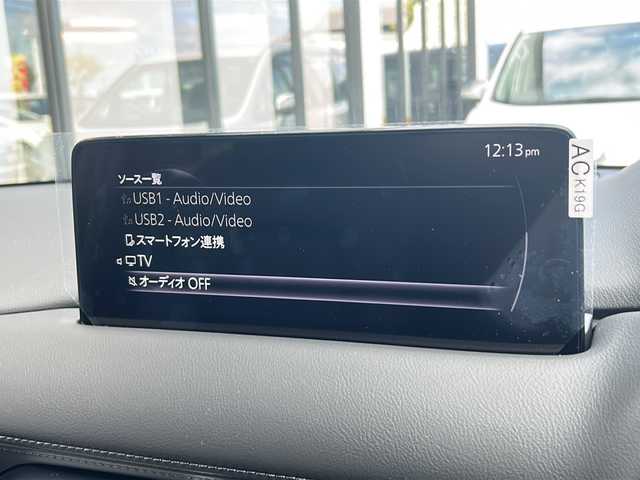 12:13pm
ソース一覧
USB1 - Audio/Video
USB2 - Audio/Video
スマートフォン連携
TV
オーディオ OFF
AC K19G